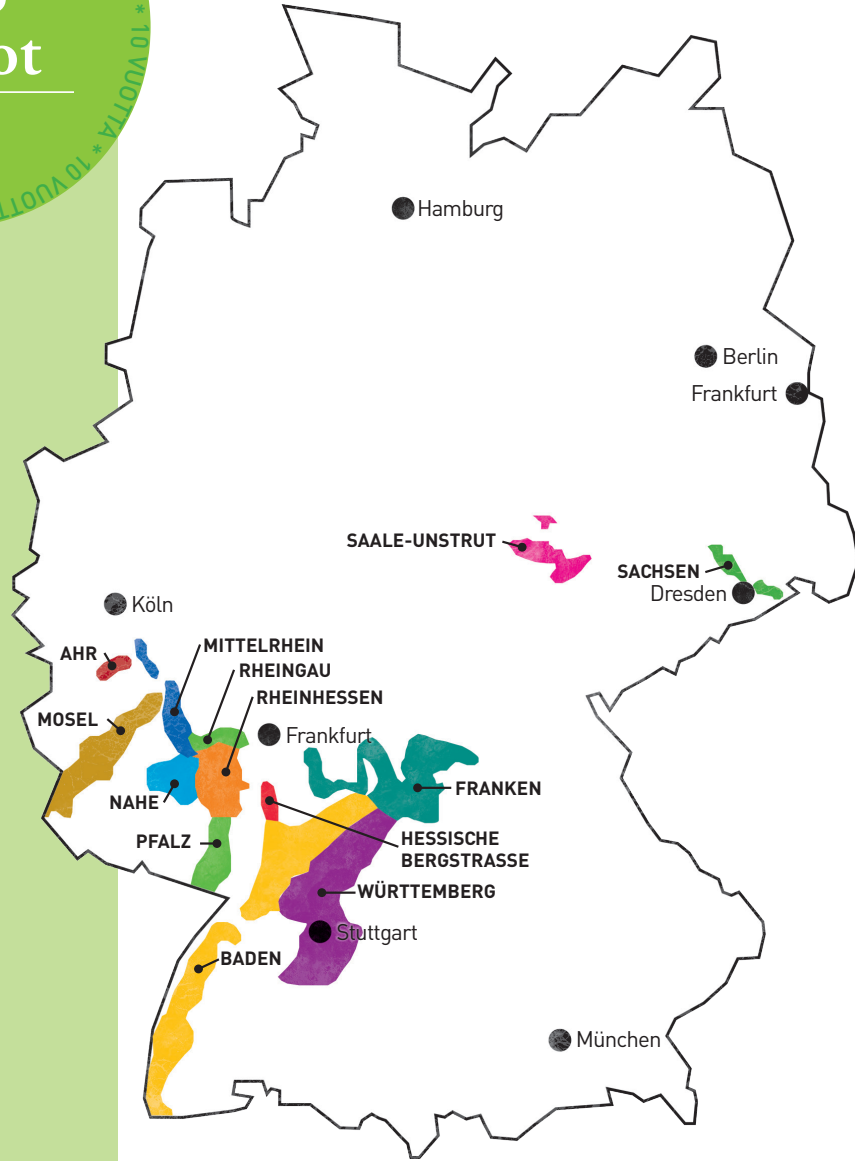 ot
* 10 VUOTTA * 10 VUOTTA
Hamburg
Berlin
Frankfurt
SAALE-UNSTRUT
SACHSEN
Dresden
Köln
AHR
MITTELRHEIN
RHEINGAU
RHEINHESSEN
MOSEL
Frankfurt
NAHE
FRANKEN
PFALZ
HESSISCHE
BERGSTRASSE
WÜRTTEMBERG
Stuttgart
BADEN
München